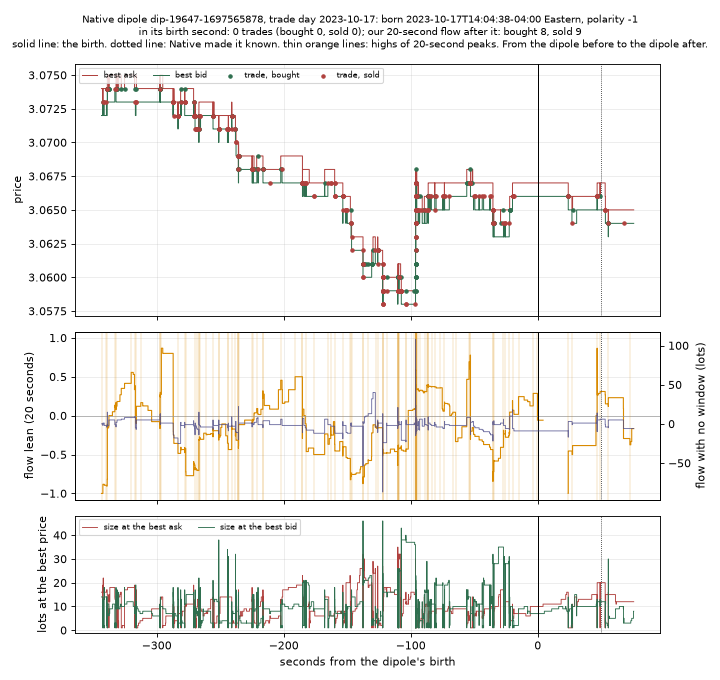 Native dipole dip-19647-1697565878, trade day 2023-10-17: born 2023-10-17T14:04:38-04:00 Eastern, polarity -1
in its birth second: 0 trades (bought 0, sold 0); our 20-second flow after it: bought 8, sold 9
solid line: the birth. dotted line: Native made it known. thin orange lines: highs of 20-second peaks. From the dipole before to the dipole after.
best ask
best bid
trade, bought
trade, sold
3.0750
3.0725
3.0700
3.0675
3.0650
3.0625
3.0600
3.0575
price
1.0
0.5
0.0
−0.5
−1.0
flow lean (20 seconds)
100
50
0
−50
flow with no window (lots)
size at the best ask
size at the best bid
40
30
20
10
0
lots at the best price
−300
−200
−100
0
seconds from the dipole's birth